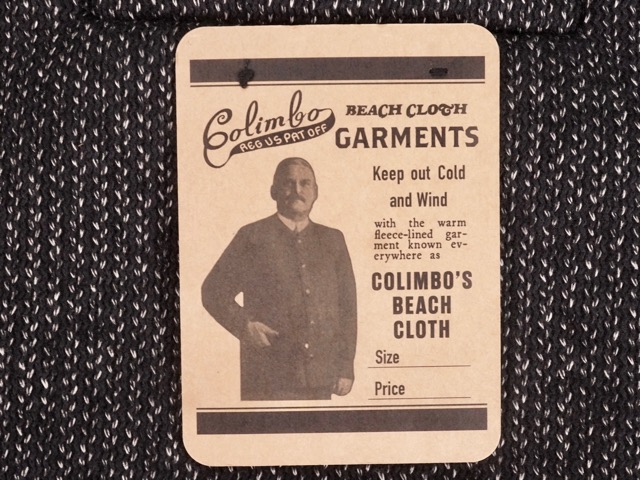 Colimbo
REG US PAT OFF
BEACH CLOTH
GARMENTS
Keep out Cold
and Wind
with the warm
fleece-lined gar-
ment known ev-
erywhere as
COLIMBO'S
BEACH
CLOTH
Size
Price